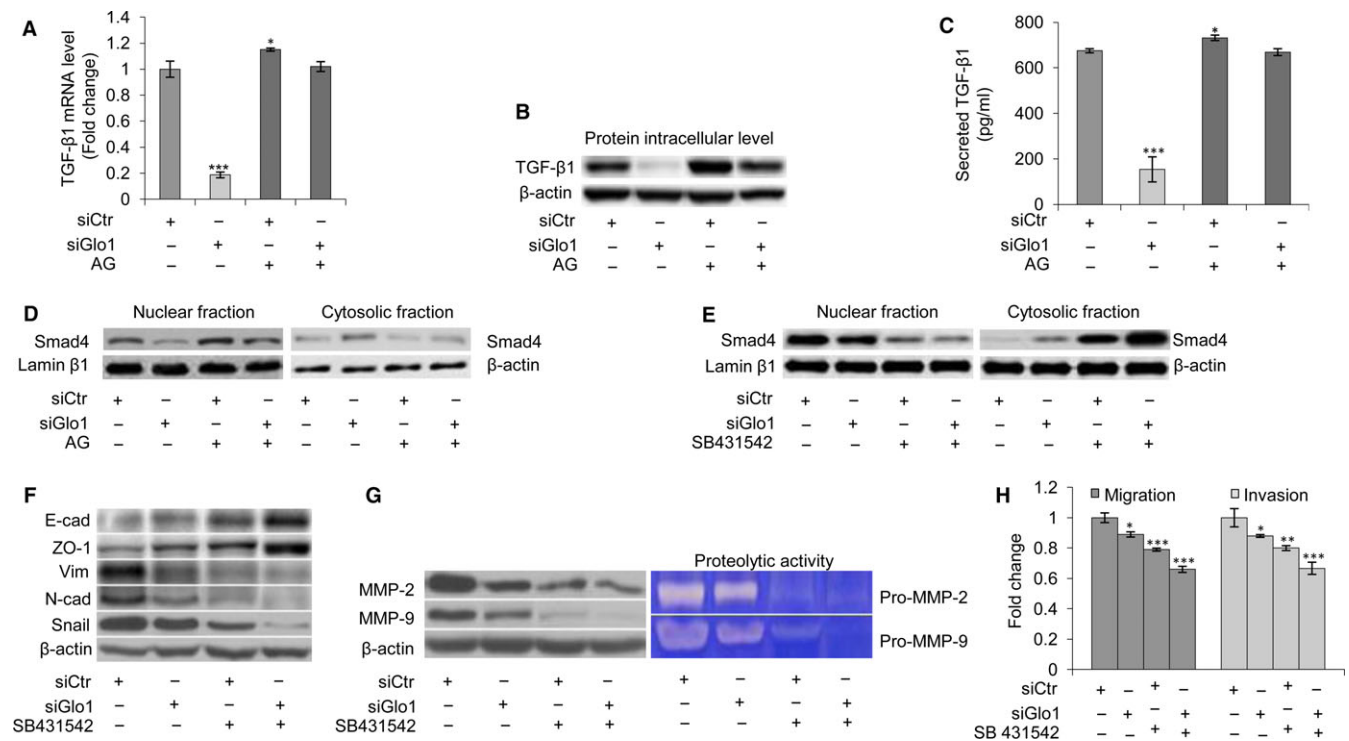 A
TGF-β1 mRNA level
(Fold change)
1.4
1.2
1
0.8
0.6
0.4
0.2
0
***
*
siCtr + – + –
siGlo1 – + – +
AG – – + +
B
Protein intracellular level
TGF-β1
β-actin
siCtr + – + –
siGlo1 – + – +
AG – – + +
C
Secreted TGF-β1
(pg/ml)
800
600
400
200
0
***
*
siCtr + – + –
siGlo1 – + – +
AG – – + +
D
Nuclear fraction Cytosolic fraction
Smad4 Smad4
Lamin β1 β-actin
siCtr + – + – + – + –
siGlo1 – + – + – + – +
AG – – + + – – + +
E
Nuclear fraction Cytosolic fraction
Smad4 Smad4
Lamin β1 β-actin
siCtr + – + – + – + –
siGlo1 – + – + – + – +
SB431542 – – + + – – + +
F
E-cad
ZO-1
Vim
N-cad
Snail
β-actin
siCtr + – + –
siGlo1 – + – +
SB431542 – – + +
G
Proteolytic activity
MMP-2 Pro-MMP-2
MMP-9 Pro-MMP-9
β-actin
siCtr + – + – + – + –
siGlo1 – + – + – + – +
SB431542 – – + + – – + +
H
Fold change
1.2
1
0.8
0.6
0.4
0.2
0
Migration Invasion
* *** *** * ** ***
siCtr + – + – + – + –
siGlo1 – + – + – + – +
SB 431542 – – + + – – + +